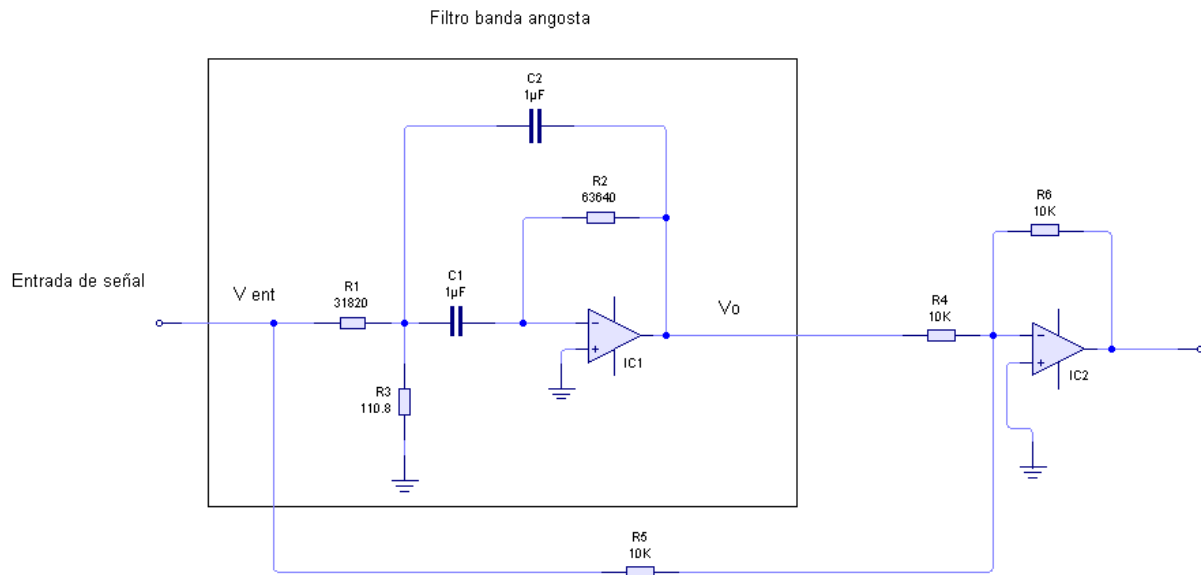 Filtro banda angosta
C2
1µF
R2
63640
R6
10K
Entrada de señal
V ent
R1
31820
C1
1µF
Vo
R4
10K
−
+
IC1
−
+
IC2
R3
110.8
R5
10K